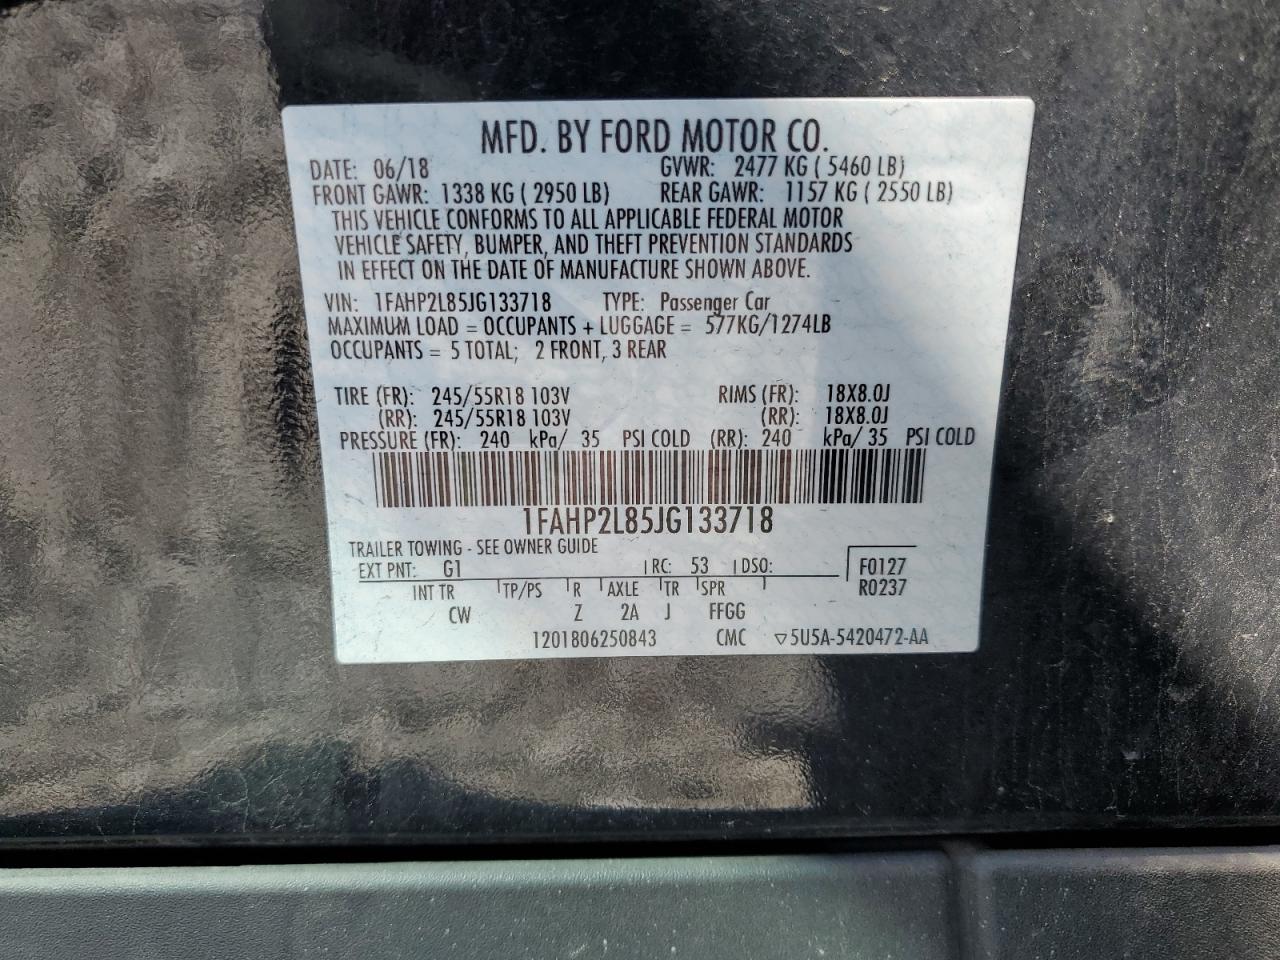 MFD. BY FORD MOTOR CO.
DATE: 06/18 GVWR: 2477 KG ( 5460 LB)
FRONT GAWR: 1338 KG ( 2950 LB) REAR GAWR: 1157 KG ( 2550 LB)
THIS VEHICLE CONFORMS TO ALL APPLICABLE FEDERAL MOTOR
VEHICLE SAFETY, BUMPER, AND THEFT PREVENTION STANDARDS
IN EFFECT ON THE DATE OF MANUFACTURE SHOWN ABOVE.
VIN: 1FAHP2L85JG133718 TYPE: Passenger Car
MAXIMUM LOAD = OCCUPANTS + LUGGAGE = 577KG/1274LB
OCCUPANTS = 5 TOTAL; 2 FRONT, 3 REAR
TIRE (FR): 245/55R18 103V RIMS (FR): 18X8.0J
(RR): 245/55R18 103V (RR): 18X8.0J
PRESSURE (FR): 240 kPa/ 35 PSI COLD (RR): 240 kPa/ 35 PSI COLD
1FAHP2L85JG133718
TRAILER TOWING - SEE OWNER GUIDE
EXT PNT: G1 RC: 53 DSO: F0127
INT TR TP/PS R AXLE TR SPR R0237
CW Z 2A J FFGG
1201806250843 CMC ▽5U5A-5420472-AA